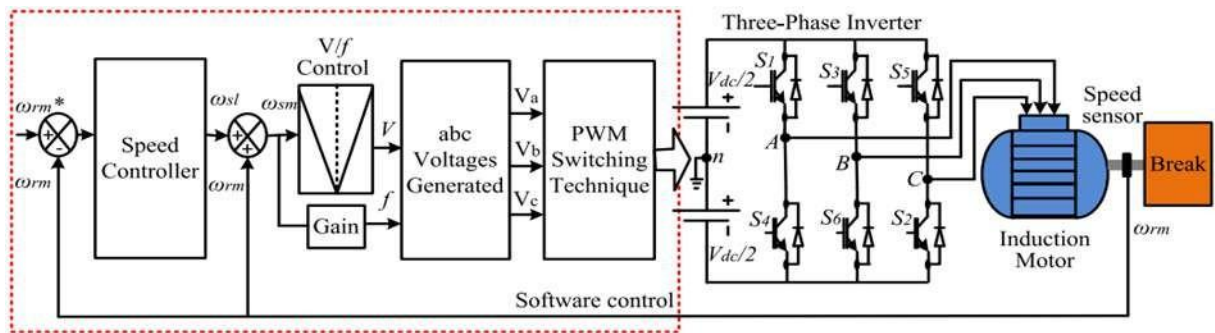 Three-Phase Inverter
V/f
Control
ωrm*
+
-
ωrm
Speed
Controller
ωsl
+
+
ωrm
ωsm
V
f
Gain
abc
Voltages
Generated
Va
Vb
Vc
PWM
Switching
Technique
Vdc/2
+
-
n
+
-
Vdc/2
S1
S3
S5
A
B
C
S4
S6
S2
Speed
sensor
Break
ωrm
Induction
Motor
Software control